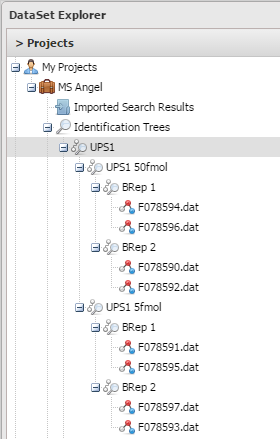 DataSet Explorer
> Projects
My Projects
MS Angel
Imported Search Results
Identification Trees
UPS1
UPS1 50fmol
BRep 1
F078594.dat
F078596.dat
BRep 2
F078590.dat
F078592.dat
UPS1 5fmol
BRep 1
F078591.dat
F078595.dat
BRep 2
F078597.dat
F078593.dat